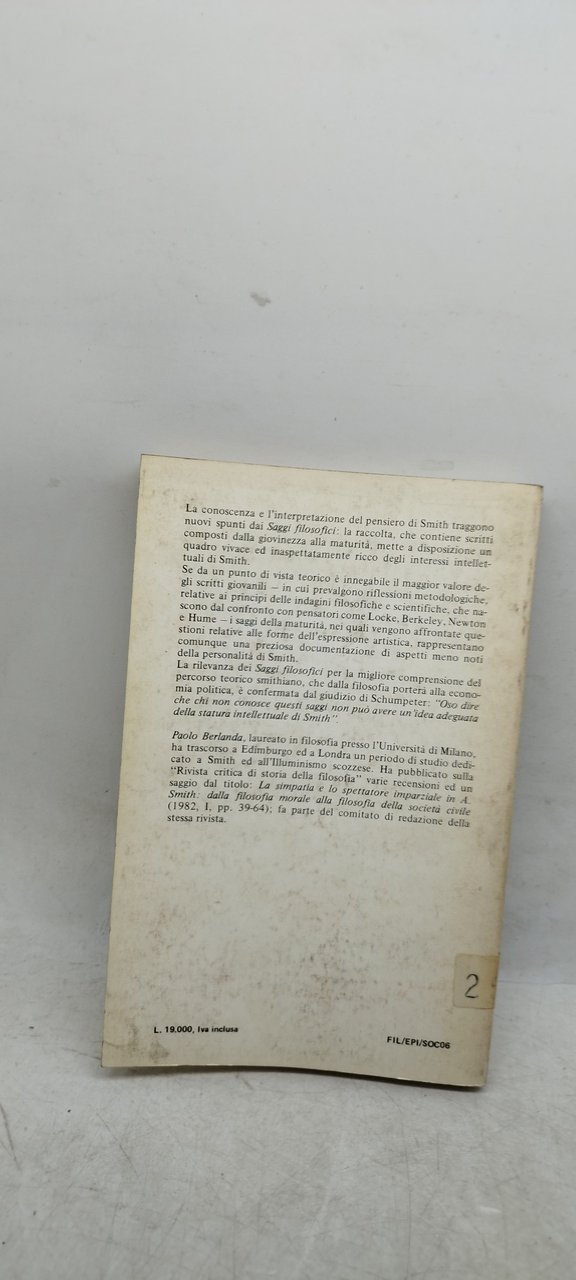 La conoscenza e l'interpretazione del pensiero di Smith traggono
nuovi spunti dai Saggi filosofici: la raccolta, che contiene scritti
composti dalla giovinezza alla maturità, mette a disposizione un
quadro vivace ed inaspettatamente ricco degli interessi intellet-
tuali di Smith.
Se da un punto di vista teorico è innegabile il maggior valore de-
gli scritti giovanili – in cui prevalgono riflessioni metodologiche,
relative ai principi delle indagini filosofiche e scientifiche, che na-
scono dal confronto con pensatori come Locke, Berkeley, Newton
e Hume – i saggi della maturità, nei quali vengono affrontate que-
stioni relative alle forme dell'espressione artistica, rappresentano
comunque una preziosa documentazione di aspetti meno noti
della personalità di Smith.
La rilevanza dei Saggi filosofici per la migliore comprensione del
percorso teorico smithiano, che dalla filosofia porterà alla econo-
mia politica, è confermata dal giudizio di Schumpeter: "Oso dire
che chi non conosce questi saggi non può avere un'idea adeguata
della statura intellettuale di Smith".
Paolo Berlanda, laureato in filosofia presso l'Università di Milano,
ha trascorso a Edimburgo ed a Londra un periodo di studio dedi-
cato a Smith ed all'Illuminismo scozzese. Ha pubblicato sulla
"Rivista critica di storia della filosofia" varie recensioni ed un
saggio dal titolo: La simpatia e lo spettatore imparziale in A.
Smith: dalla filosofia morale alla filosofia della società civile
(1982, I, pp. 39-64); fa parte del comitato di redazione della
stessa rivista.
2
L. 19.000, Iva inclusa
FIL/EPI/SOC06